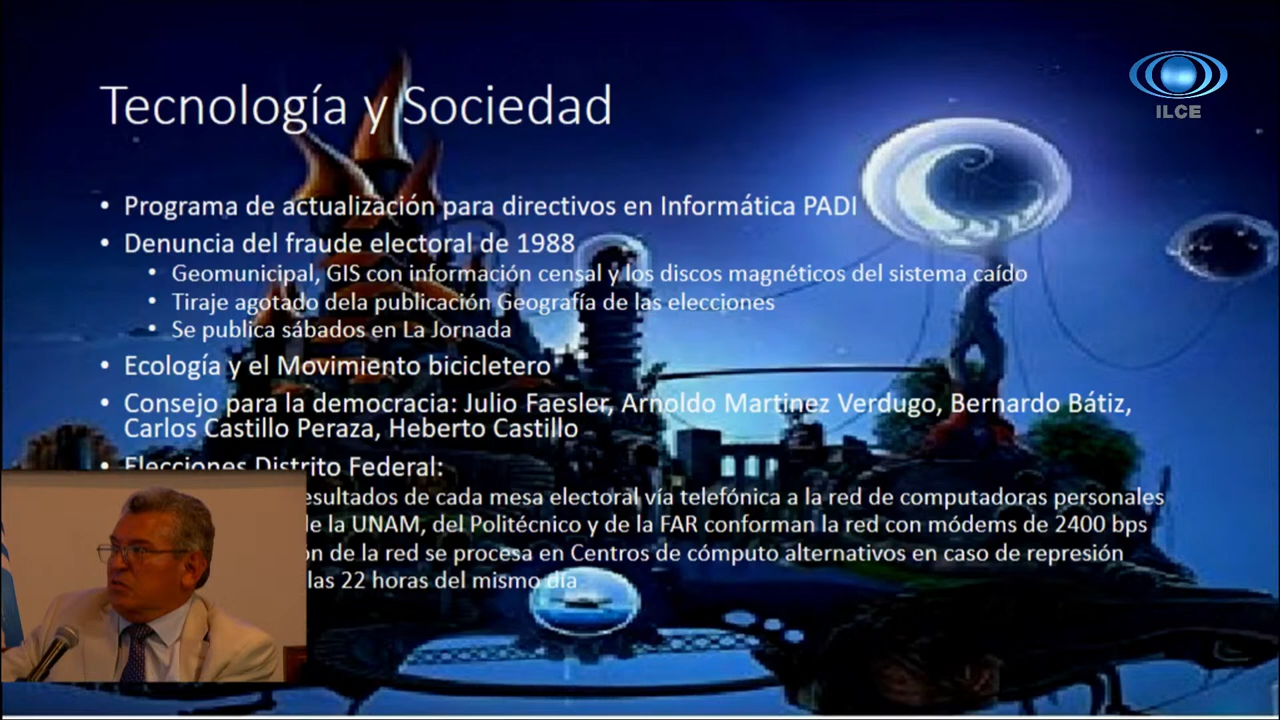 ILCE
Tecnología y Sociedad
• Programa de actualización para directivos en Informática PADI
• Denuncia del fraude electoral de 1988
• Geomunicipal, GIS con información censal y los discos magnéticos del sistema caído
• Tiraje agotado dela publicación Geografía de las elecciones
• Se publica sábados en La Jornada
• Ecología y el Movimiento bicicletero
• Consejo para la democracia: Julio Faesler, Arnoldo Martinez Verdugo, Bernardo Bátiz,
Carlos Castillo Peraza, Heberto Castillo
• Elecciones Distrito Federal:
esultados de cada mesa electoral vía telefónica a la red de computadoras personales
de la UNAM, del Politécnico y de la FAR conforman la red con módems de 2400 bps
ón de la red se procesa en Centros de cómputo alternativos en caso de represión
las 22 horas del mismo día